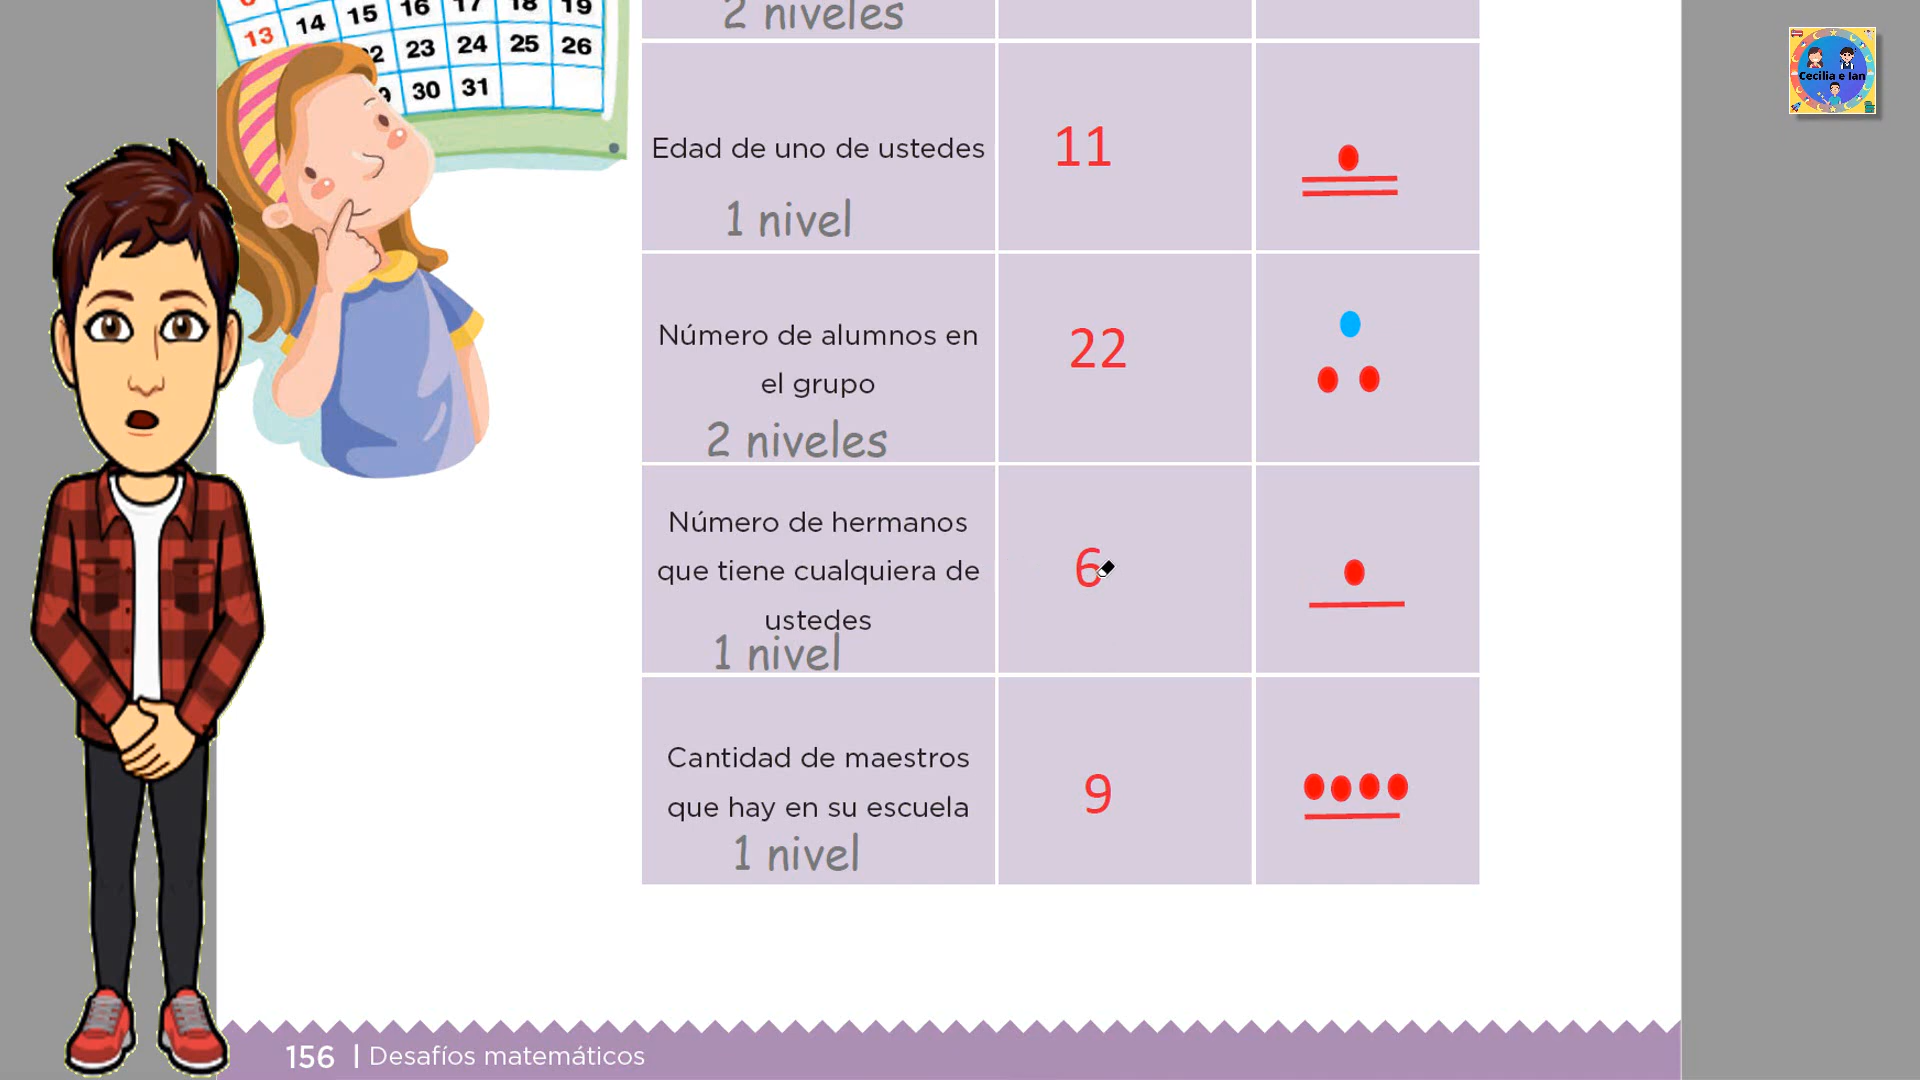 15 16 17 18 19
13 14
22 23 24 25 26
30 31
2 niveles
Edad de uno de ustedes 11
1 nivel
Número de alumnos en
el grupo
22
2 niveles
Número de hermanos
que tiene cualquiera de
ustedes
6
1 nivel
Cantidad de maestros
que hay en su escuela
9
1 nivel
156 | Desafíos matemáticos
Cecilia e Ian